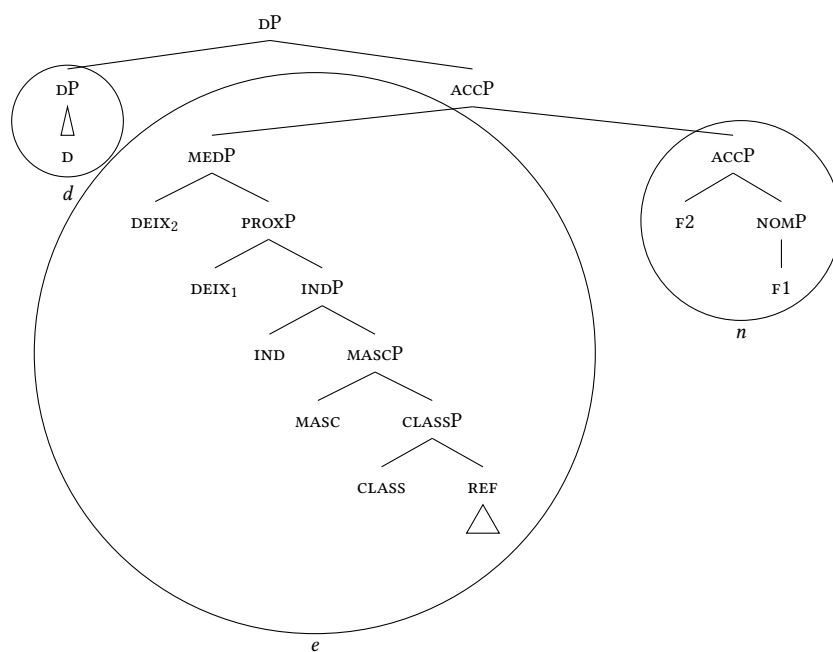 DP
DP ACCP
D MEDP ACCP
d DEIX₂ PROXP F2 NOMP
DEIX₁ INDP F1
IND MASCP n
MASC CLASSP
CLASS REF
e